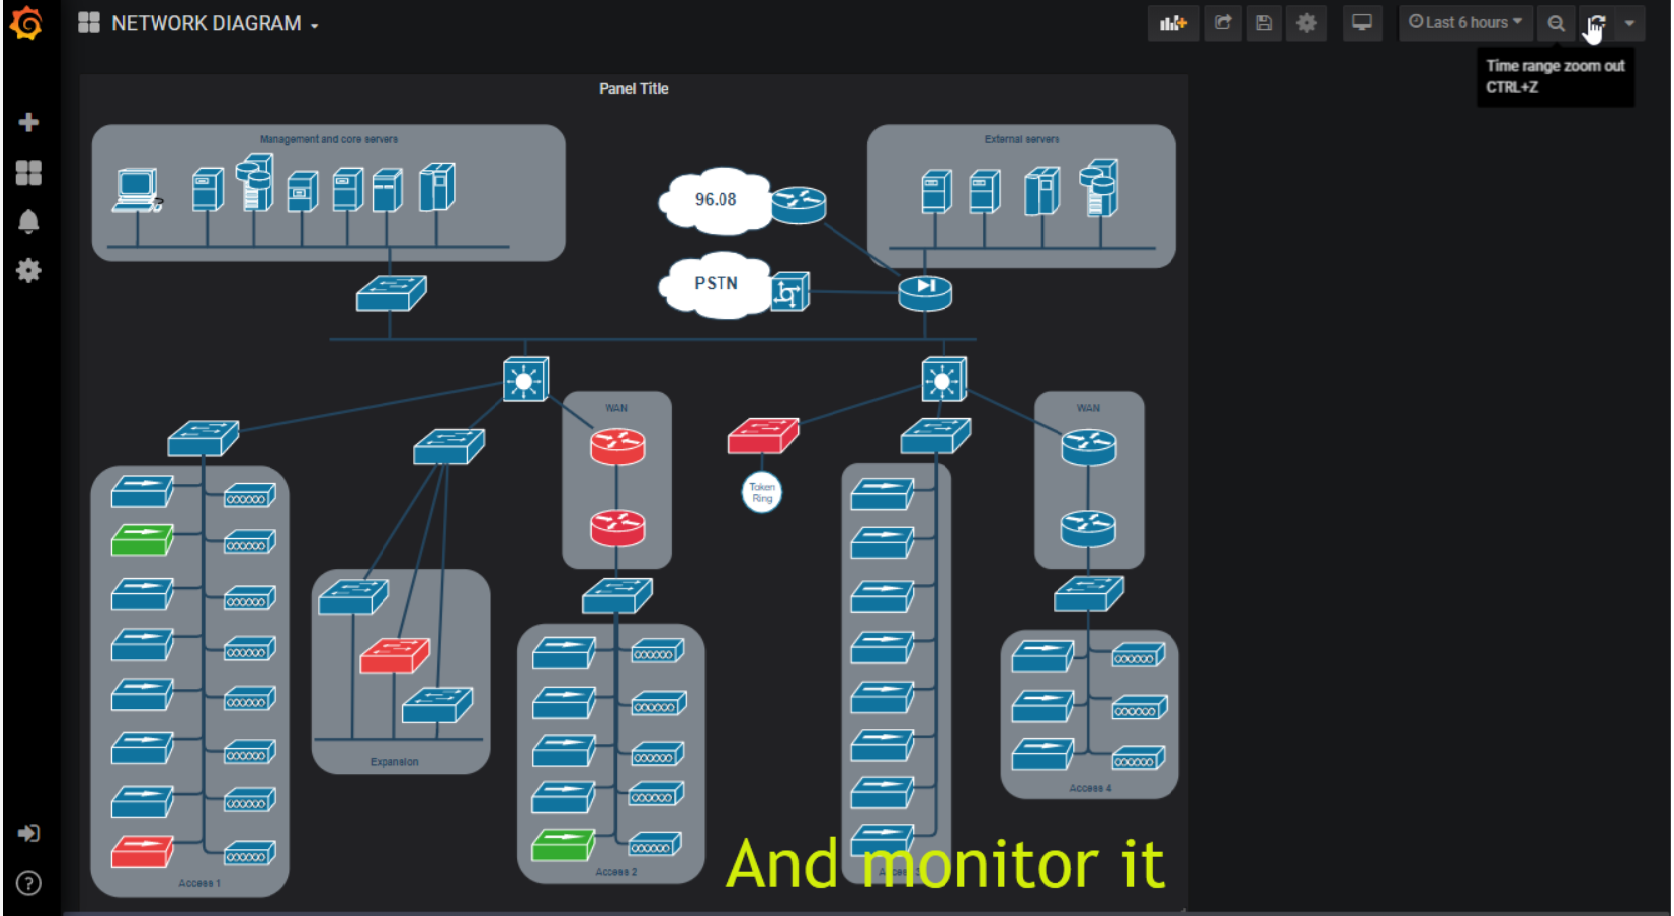 NETWORK DIAGRAM
Last 6 hours
Time range zoom out
CTRL+Z
Panel Title
Management and core servers
External servers
96.08
PSTN
WAN
WAN
Token
Ring
Expansion
Access 4
Access 1
Access 2
And monitor it